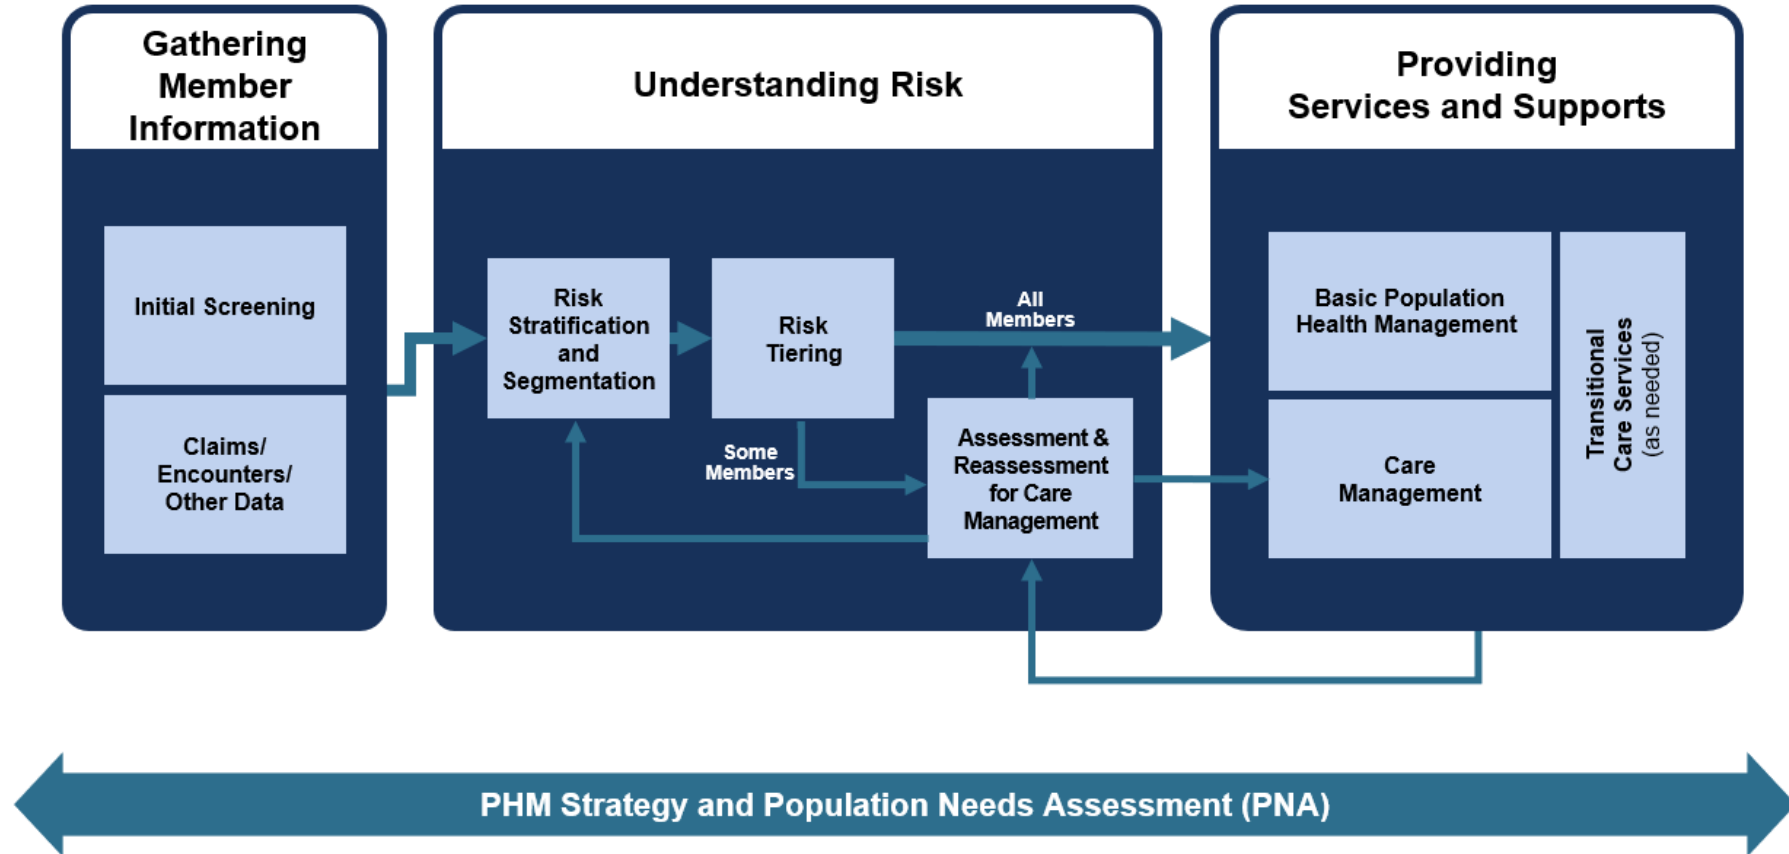 Gathering
Member
Information
Initial Screening
Claims/
Encounters/
Other Data
Understanding Risk
Risk
Stratification
and
Segmentation
Risk
Tiering
All
Members
Some
Members
Assessment &
Reassessment
for Care
Management
Providing
Services and Supports
Basic Population
Health Management
Care
Management
Transitional
Care Services
(as needed)
PHM Strategy and Population Needs Assessment (PNA)